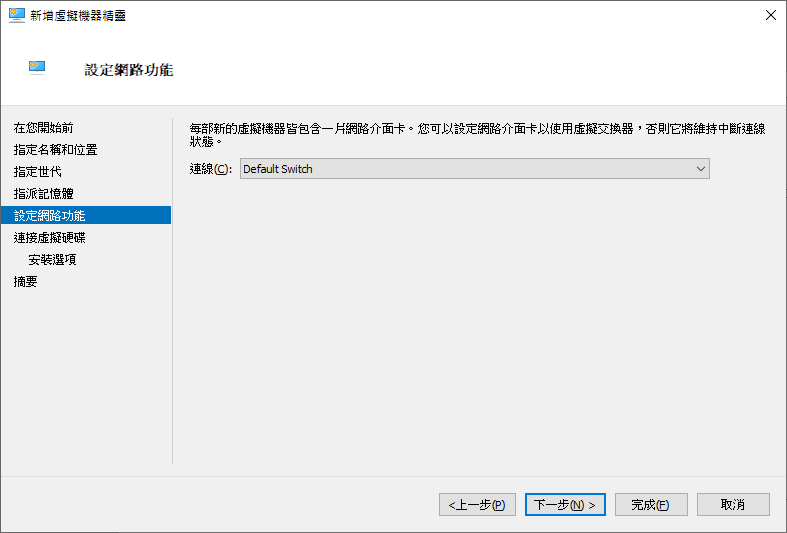 新增虛擬機器精靈
設定網路功能
在您開始前
指定名稱和位置
指定世代
指派記憶體
設定網路功能
連接虛擬硬碟
安裝選項
摘要
每部新的虛擬機器皆包含一片網路介面卡。您可以設定網路介面卡以使用虛擬交換器，否則它將維持中斷連線
狀態。
連線(C): Default Switch
<上一步(P) 下一步(N) > 完成(F) 取消